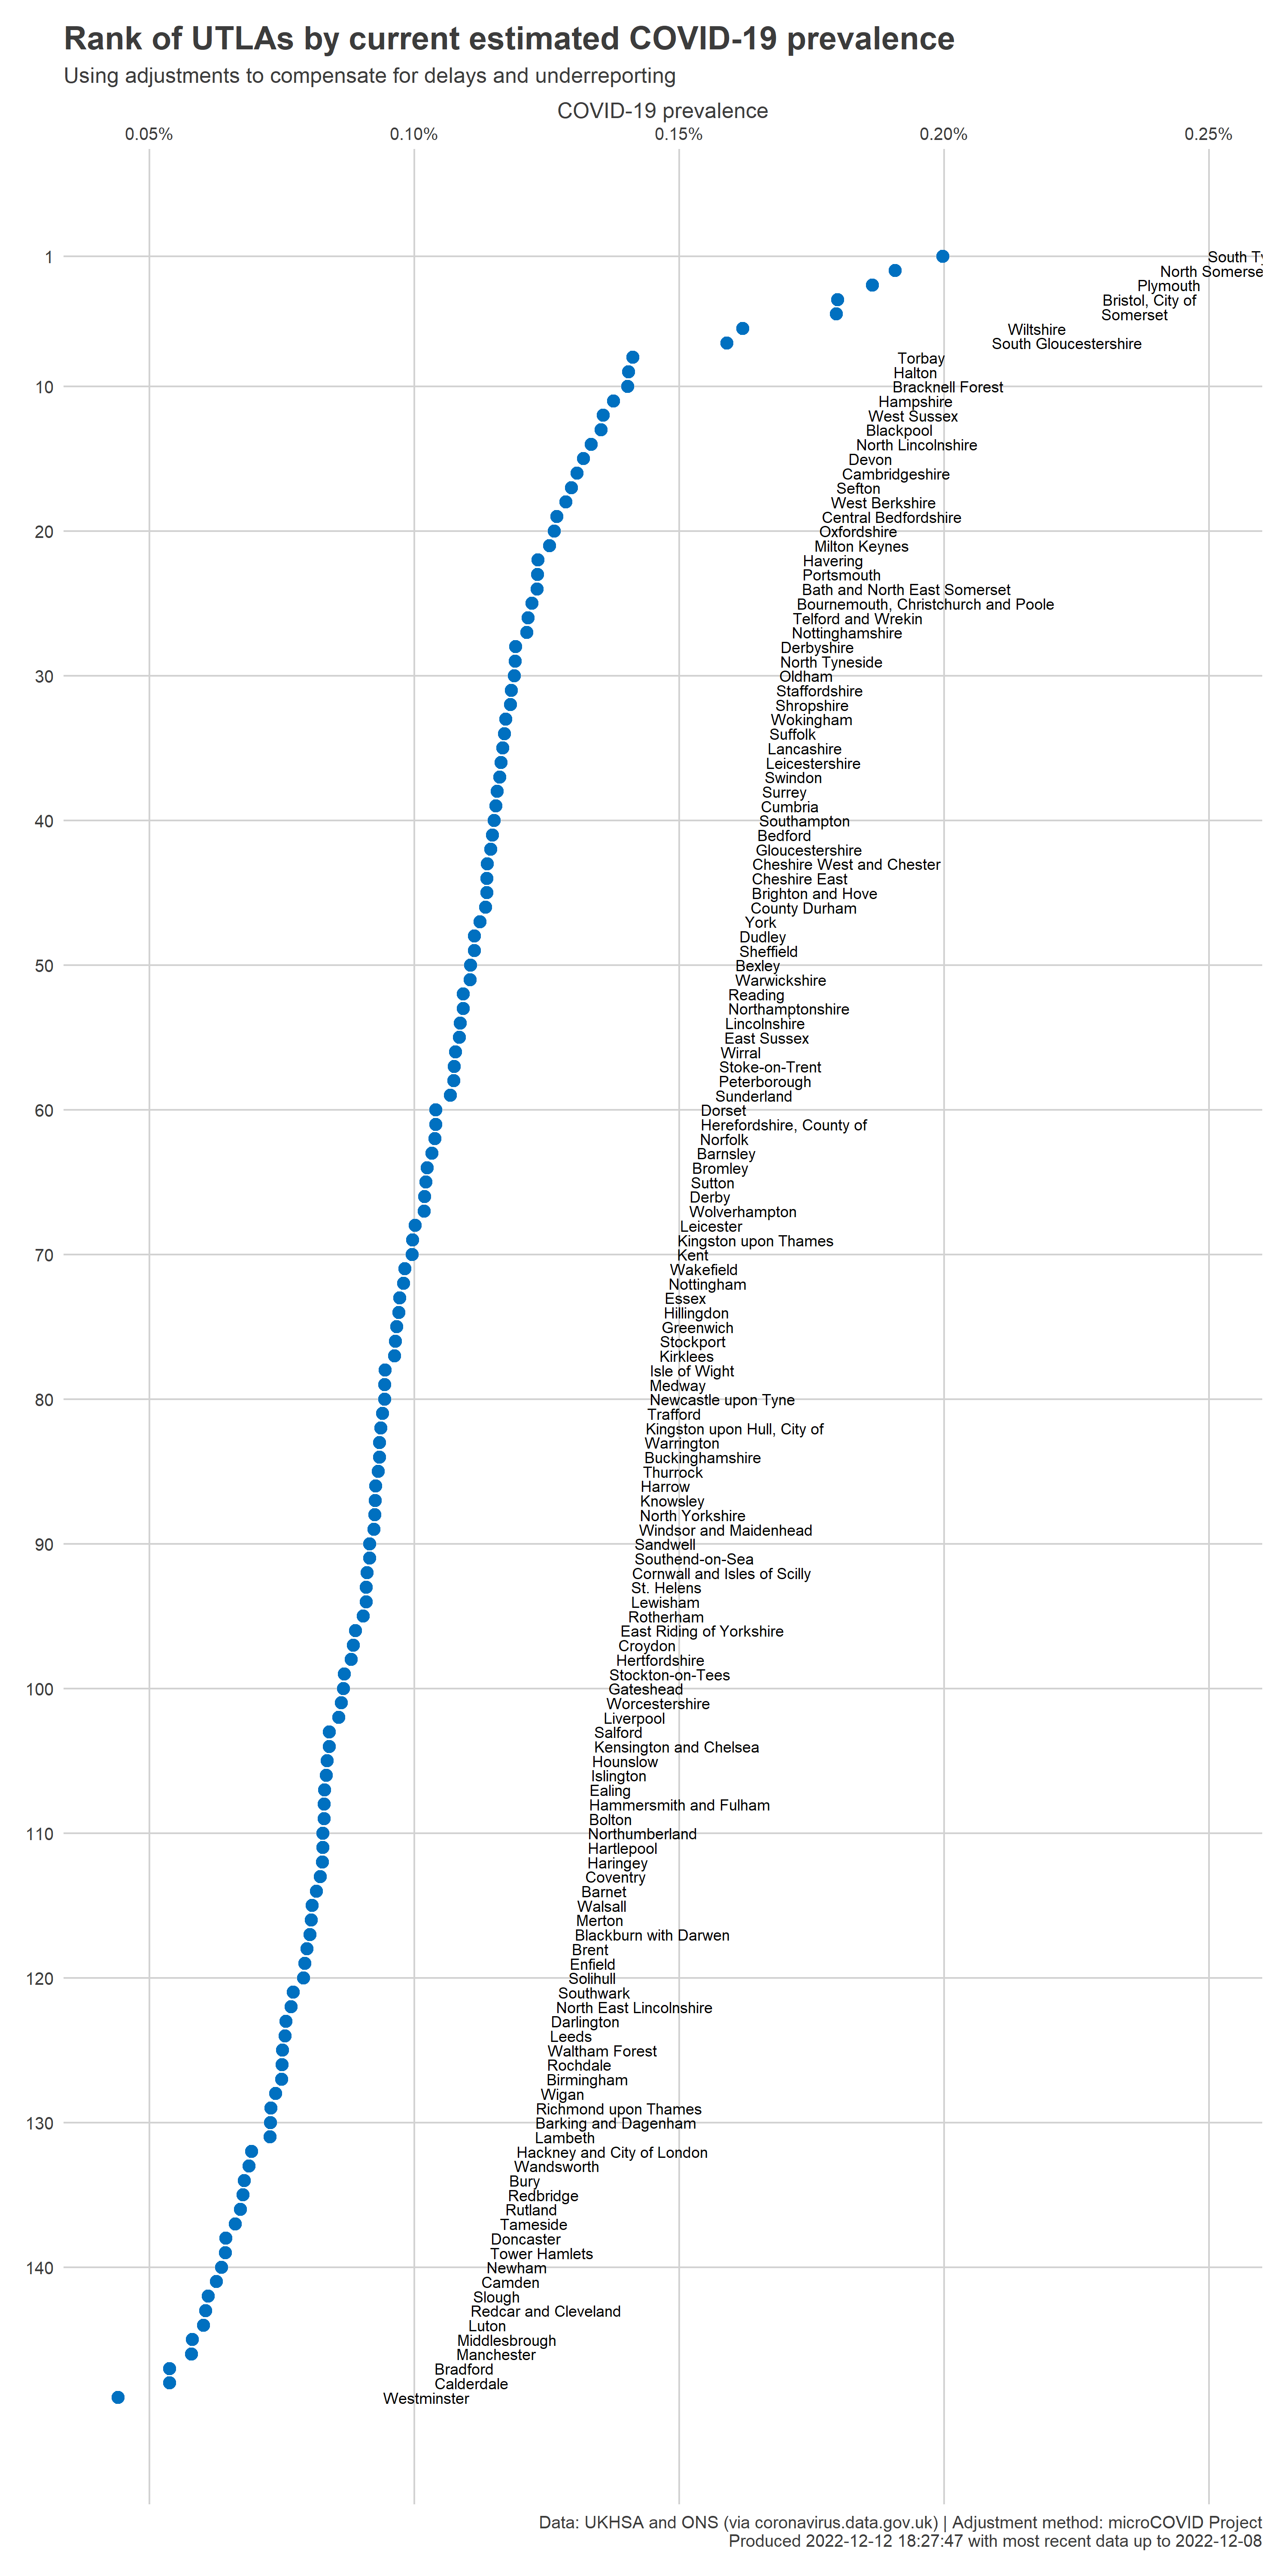 Rank of UTLAs by current estimated COVID-19 prevalence
Using adjustments to compensate for delays and underreporting
COVID-19 prevalence
0.05% 0.10% 0.15% 0.20% 0.25%
1 South Ty
North Somerse
Plymouth
Bristol, City of
Somerset
Wiltshire
South Gloucestershire
Torbay
Halton
10 Bracknell Forest
Hampshire
West Sussex
Blackpool
North Lincolnshire
Devon
Cambridgeshire
Sefton
West Berkshire
Central Bedfordshire
20 Oxfordshire
Milton Keynes
Havering
Portsmouth
Bath and North East Somerset
Bournemouth, Christchurch and Poole
Telford and Wrekin
Nottinghamshire
Derbyshire
North Tyneside
30 Oldham
Staffordshire
Shropshire
Wokingham
Suffolk
Lancashire
Leicestershire
Swindon
Surrey
Cumbria
40 Southampton
Bedford
Gloucestershire
Cheshire West and Chester
Cheshire East
Brighton and Hove
County Durham
York
Dudley
Sheffield
50 Bexley
Warwickshire
Reading
Northamptonshire
Lincolnshire
East Sussex
Wirral
Stoke-on-Trent
Peterborough
Sunderland
60 Dorset
Herefordshire, County of
Norfolk
Barnsley
Bromley
Sutton
Derby
Wolverhampton
Leicester
Kingston upon Thames
70 Kent
Wakefield
Nottingham
Essex
Hillingdon
Greenwich
Stockport
Kirklees
Isle of Wight
Medway
80 Newcastle upon Tyne
Trafford
Kingston upon Hull, City of
Warrington
Buckinghamshire
Thurrock
Harrow
Knowsley
North Yorkshire
Windsor and Maidenhead
90 Sandwell
Southend-on-Sea
Cornwall and Isles of Scilly
St. Helens
Lewisham
Rotherham
East Riding of Yorkshire
Croydon
Hertfordshire
Stockton-on-Tees
100 Gateshead
Worcestershire
Liverpool
Salford
Kensington and Chelsea
Hounslow
Islington
Ealing
Hammersmith and Fulham
Bolton
110 Northumberland
Hartlepool
Haringey
Coventry
Barnet
Walsall
Merton
Blackburn with Darwen
Brent
Enfield
120 Solihull
Southwark
North East Lincolnshire
Darlington
Leeds
Waltham Forest
Rochdale
Birmingham
Wigan
Richmond upon Thames
130 Barking and Dagenham
Lambeth
Hackney and City of London
Wandsworth
Bury
Redbridge
Rutland
Tameside
Doncaster
Tower Hamlets
140 Newham
Camden
Slough
Redcar and Cleveland
Luton
Middlesbrough
Manchester
Bradford
Calderdale
Westminster
Data: UKHSA and ONS (via coronavirus.data.gov.uk) | Adjustment method: microCOVID Project
Produced 2022-12-12 18:27:47 with most recent data up to 2022-12-08